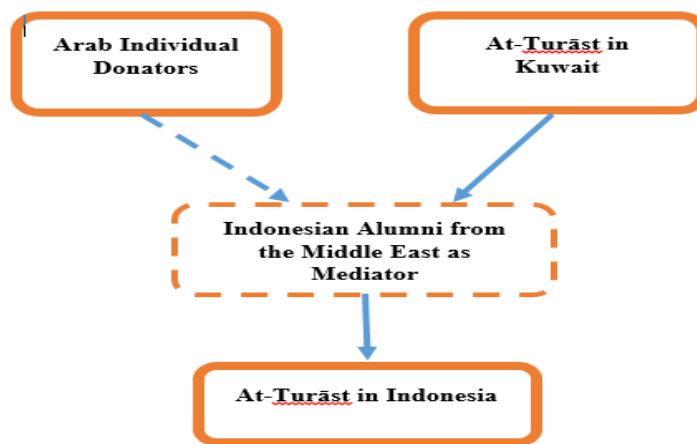 Arab Individual
Donators
At-Turāst in
Kuwait
Indonesian Alumni from
the Middle East as
Mediator
At-Turāst in Indonesia